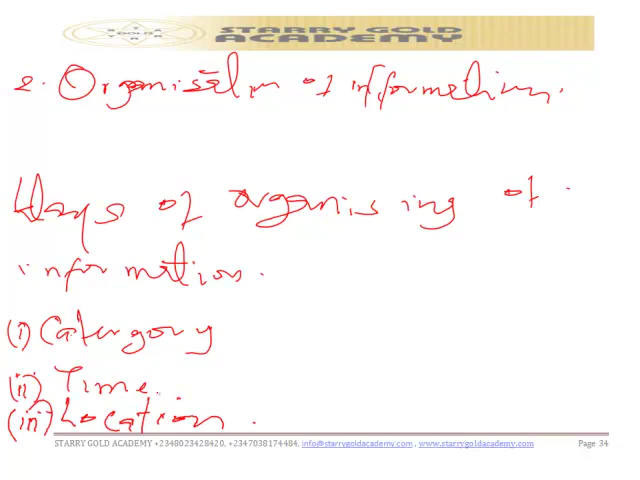 STARRY GOLD
ACADEMY
2. Organisation of information.
Ways of organising of
information.
(i) Catergory
(ii) Time.
(iii) Location.
STARRY GOLD ACADEMY +2348023428420, +2347038174484, info@starrygoldacademy.com , www.starrygoldacademy.com Page 34